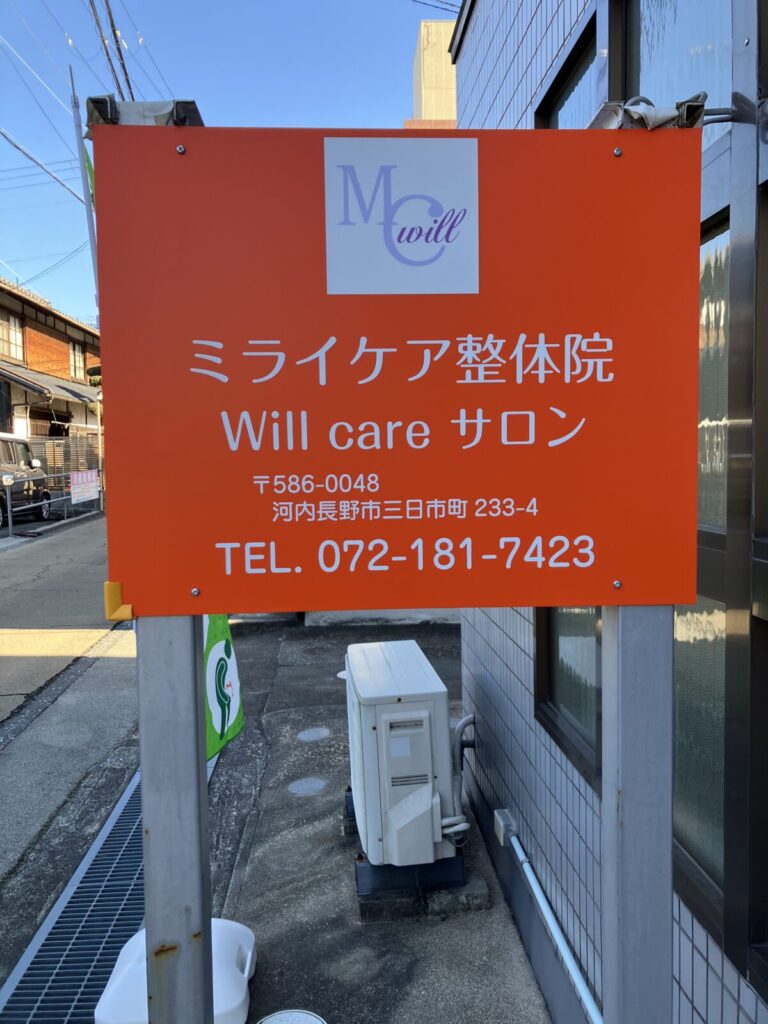 MC will
ミライケア整体院
Will care サロン
〒586-0048
河内長野市三日市町 233-4
TEL. 072-181-7423